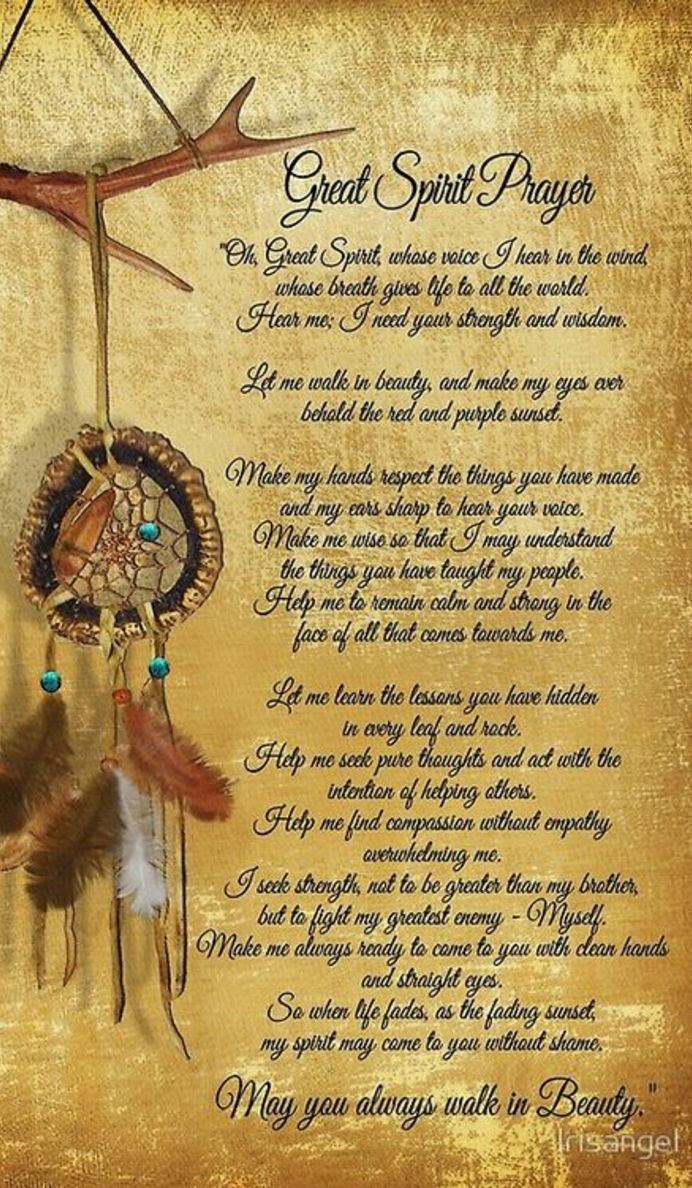 Great Spirit Prayer
"Oh, Great Spirit, whose voice I hear in the wind,
whose breath gives life to all the world.
Hear me; I need your strength and wisdom.
Let me walk in beauty, and make my eyes ever
behold the red and purple sunset.
Make my hands respect the things you have made
and my ears sharp to hear your voice.
Make me wise so that I may understand
the things you have taught my people.
Help me to remain calm and strong in the
face of all that comes towards me.
Let me learn the lessons you have hidden
in every leaf and rock.
Help me seek pure thoughts and act with the
intention of helping others.
Help me find compassion without empathy
overwhelming me.
I seek strength, not to be greater than my brother,
but to fight my greatest enemy - Myself.
Make me always ready to come to you with clean hands
and straight eyes.
So when life fades, as the fading sunset,
my spirit may come to you without shame.
May you always walk in Beauty."
Irisangel